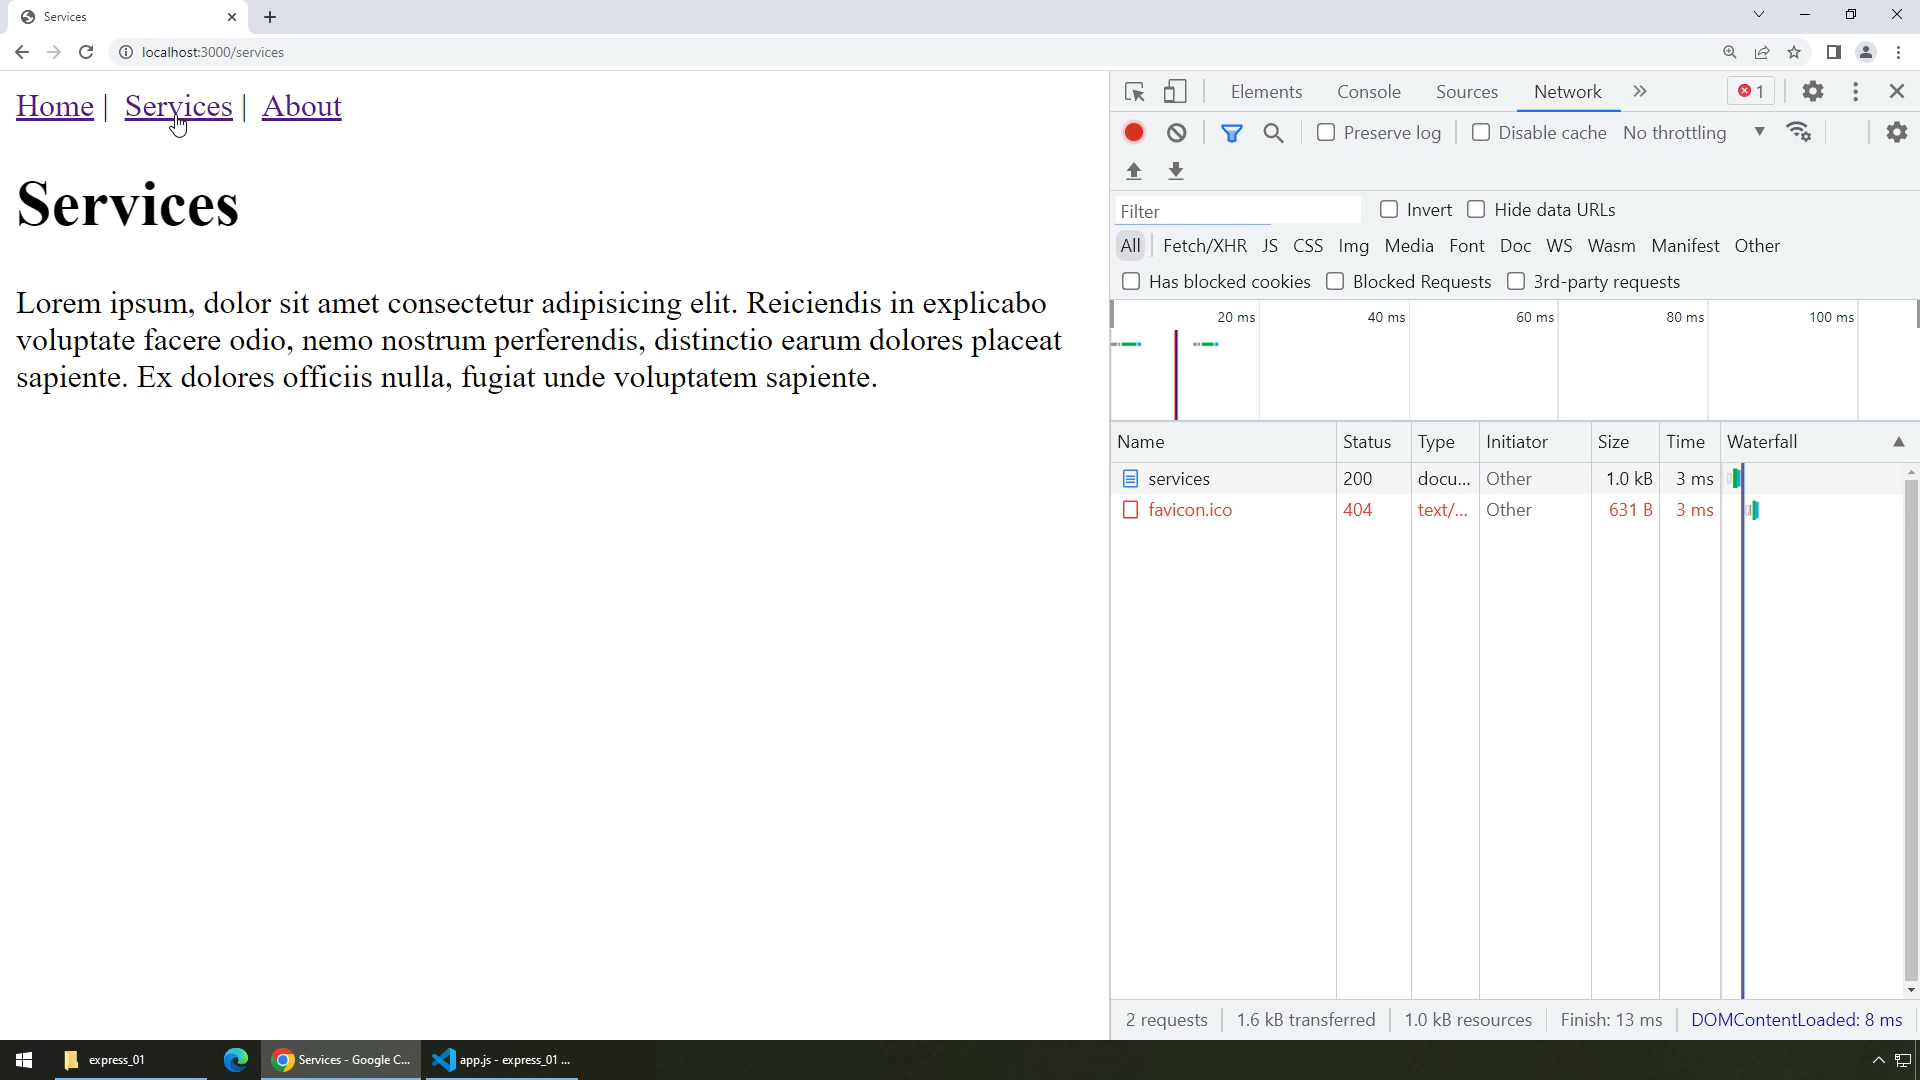 Services
localhost:3000/services
Home | Services | About
Services
Lorem ipsum, dolor sit amet consectetur adipisicing elit. Reiciendis in explicabo
voluptate facere odio, nemo nostrum perferendis, distinctio earum dolores placeat
sapiente. Ex dolores officiis nulla, fugiat unde voluptatem sapiente.
Elements Console Sources Network 1
Preserve log Disable cache No throttling
Filter Invert Hide data URLs
All Fetch/XHR JS CSS Img Media Font Doc WS Wasm Manifest Other
Has blocked cookies Blocked Requests 3rd-party requests
20 ms 40 ms 60 ms 80 ms 100 ms
Name Status Type Initiator Size Time Waterfall
services 200 docu... Other 1.0 kB 3 ms
favicon.ico 404 text/... Other 631 B 3 ms
2 requests 1.6 kB transferred 1.0 kB resources Finish: 13 ms DOMContentLoaded: 8 ms
express_01 Services - Google C... app.js - express_01 ...